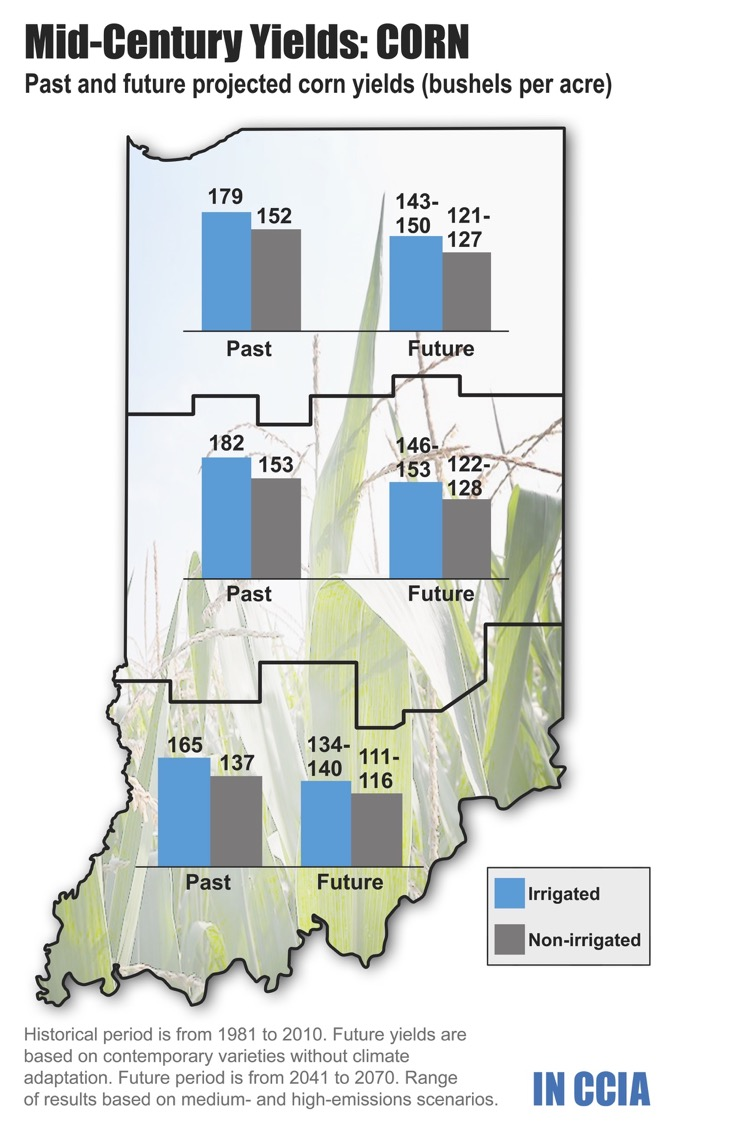 Mid-Century Yields: CORN
Past and future projected corn yields (bushels per acre)
179
152
143-
150
121-
127
Past
Future
182
153
146-
153
122-
128
Past
Future
165
137
134-
140
111-
116
Past
Future
Irrigated
Non-irrigated
Historical period is from 1981 to 2010. Future yields are
based on contemporary varieties without climate
adaptation. Future period is from 2041 to 2070. Range
of results based on medium- and high-emissions scenarios.
IN CCIA